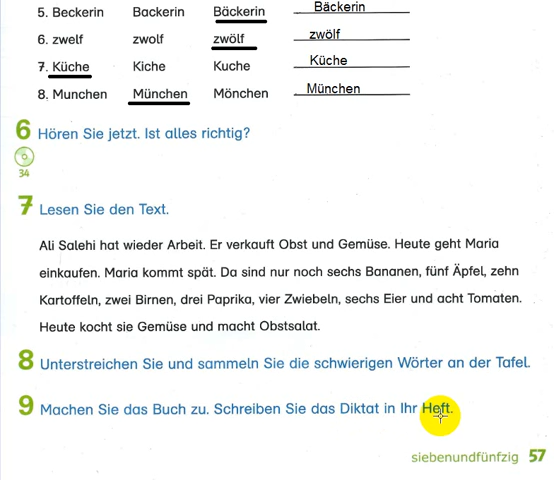 5. Beckerin Backerin Bäckerin Bäckerin
6. zwelf zwolf zwölf zwölf
7. Küche Kiche Kuche Küche
8. Munchen München Mönchen München
6 Hören Sie jetzt. Ist alles richtig?
34
7 Lesen Sie den Text.
Ali Salehi hat wieder Arbeit. Er verkauft Obst und Gemüse. Heute geht Maria
einkaufen. Maria kommt spät. Da sind nur noch sechs Bananen, fünf Äpfel, zehn
Kartoffeln, zwei Birnen, drei Paprika, vier Zwiebeln, sechs Eier und acht Tomaten.
Heute kocht sie Gemüse und macht Obstsalat.
8 Unterstreichen Sie und sammeln Sie die schwierigen Wörter an der Tafel.
9 Machen Sie das Buch zu. Schreiben Sie das Diktat in Ihr Heft.
siebenundfünfzig 57